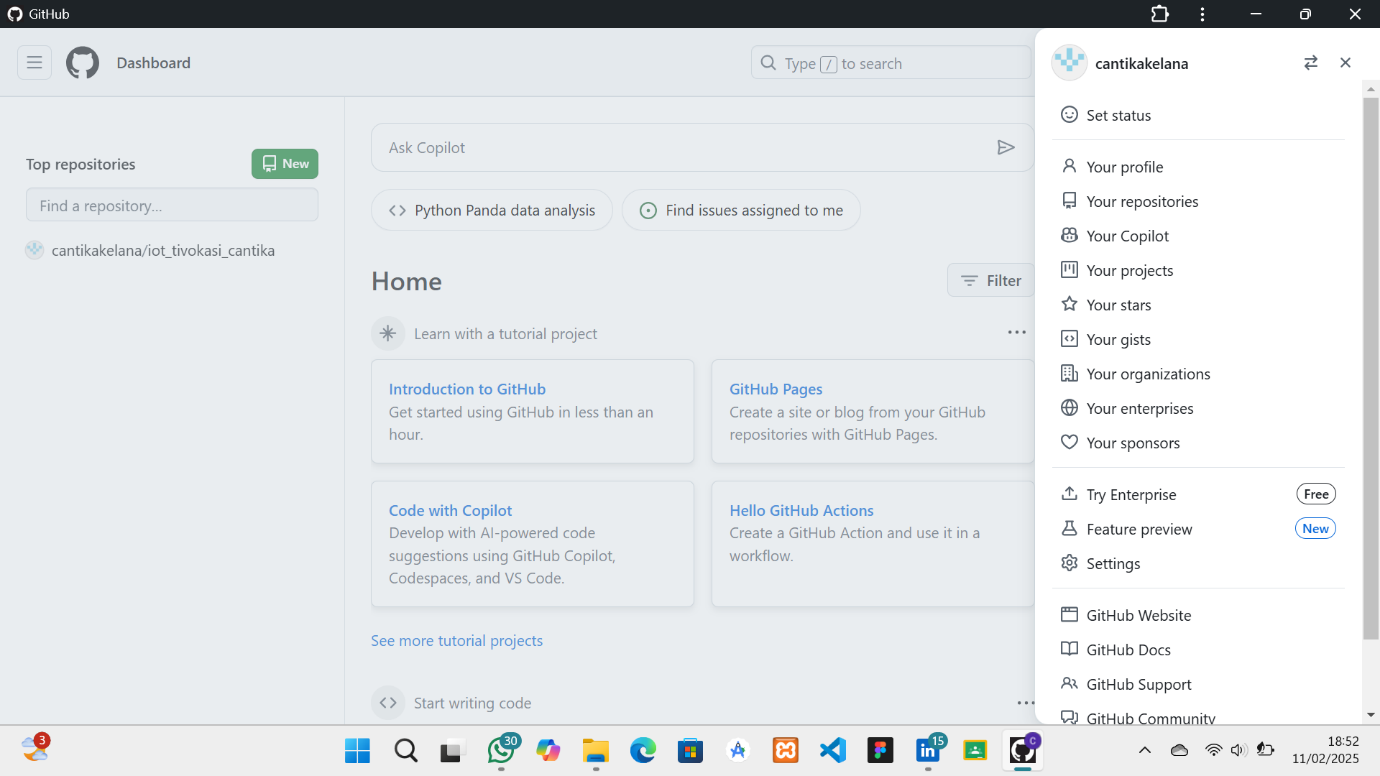 GitHub
Dashboard
Type / to search
cantikakelana
Top repositories
New
Find a repository...
cantikakelana/iot_tivokasi_cantika
Ask Copilot
Python Panda data analysis
Find issues assigned to me
Home
Filter
Learn with a tutorial project
Introduction to GitHub
Get started using GitHub in less than an
hour.
GitHub Pages
Create a site or blog from your GitHub
repositories with GitHub Pages.
Code with Copilot
Develop with AI-powered code
suggestions using GitHub Copilot,
Codespaces, and VS Code.
Hello GitHub Actions
Create a GitHub Action and use it in a
workflow.
See more tutorial projects
Start writing code
Set status
Your profile
Your repositories
Your Copilot
Your projects
Your stars
Your gists
Your organizations
Your enterprises
Your sponsors
Try Enterprise
Free
Feature preview
New
Settings
GitHub Website
GitHub Docs
GitHub Support
GitHub Community
3
30
15
C
18:52
11/02/2025